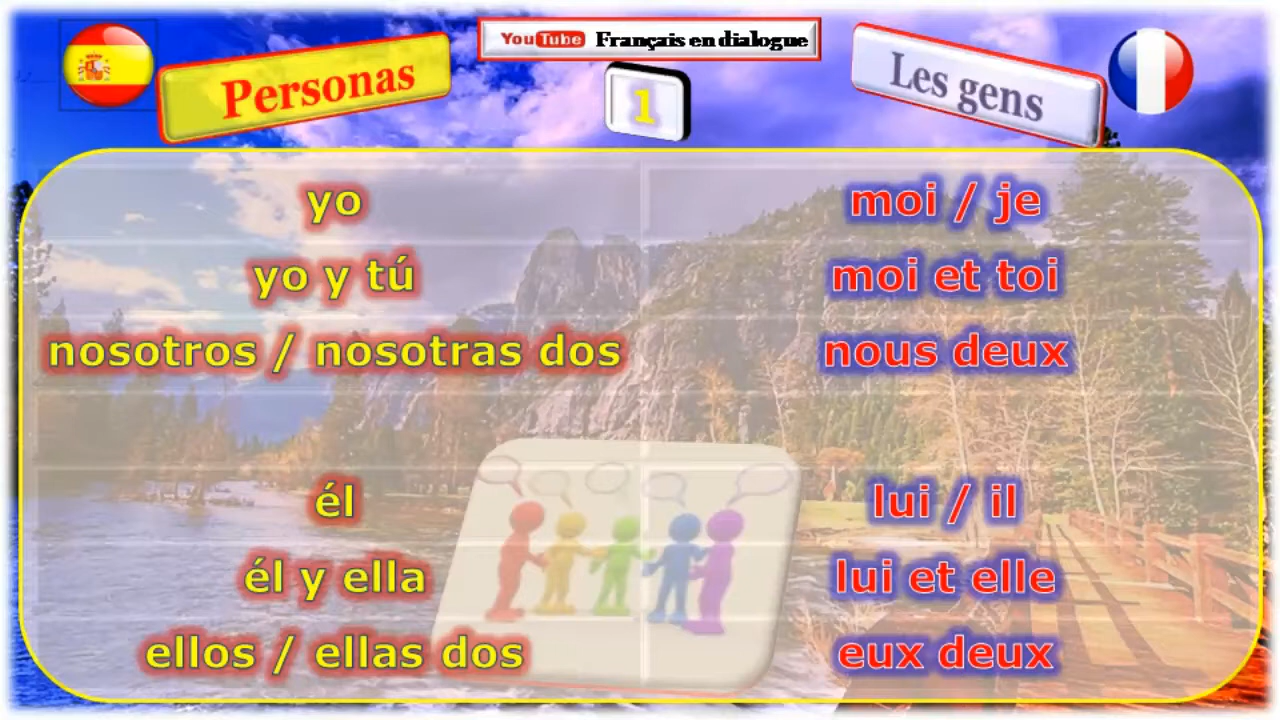 YouTube Français en dialogue
Personas
1
Les gens
yo
moi / je
yo y tú
moi et toi
nosotros / nosotras dos
nous deux
él
lui / il
él y ella
lui et elle
ellos / ellas dos
eux deux